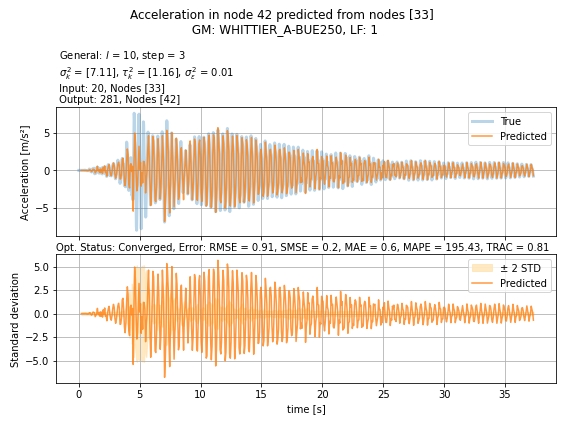 Acceleration in node 42 predicted from nodes [33]
GM: WHITTIER_A-BUE250, LF: 1
General: l = 10, step = 3
σ²ₖ = [7.11], τ²ₖ = [1.16], σ²ε = 0.01
Input: 20, Nodes [33]
Output: 281, Nodes [42]
Acceleration [m/s²]
5
0
−5
True
Predicted
Opt. Status: Converged, Error: RMSE = 0.91, SMSE = 0.2, MAE = 0.6, MAPE = 195.43, TRAC = 0.81
Standard deviation
5.0
2.5
0.0
−2.5
−5.0
± 2 STD
Predicted
0 5 10 15 20 25 30 35
time [s]